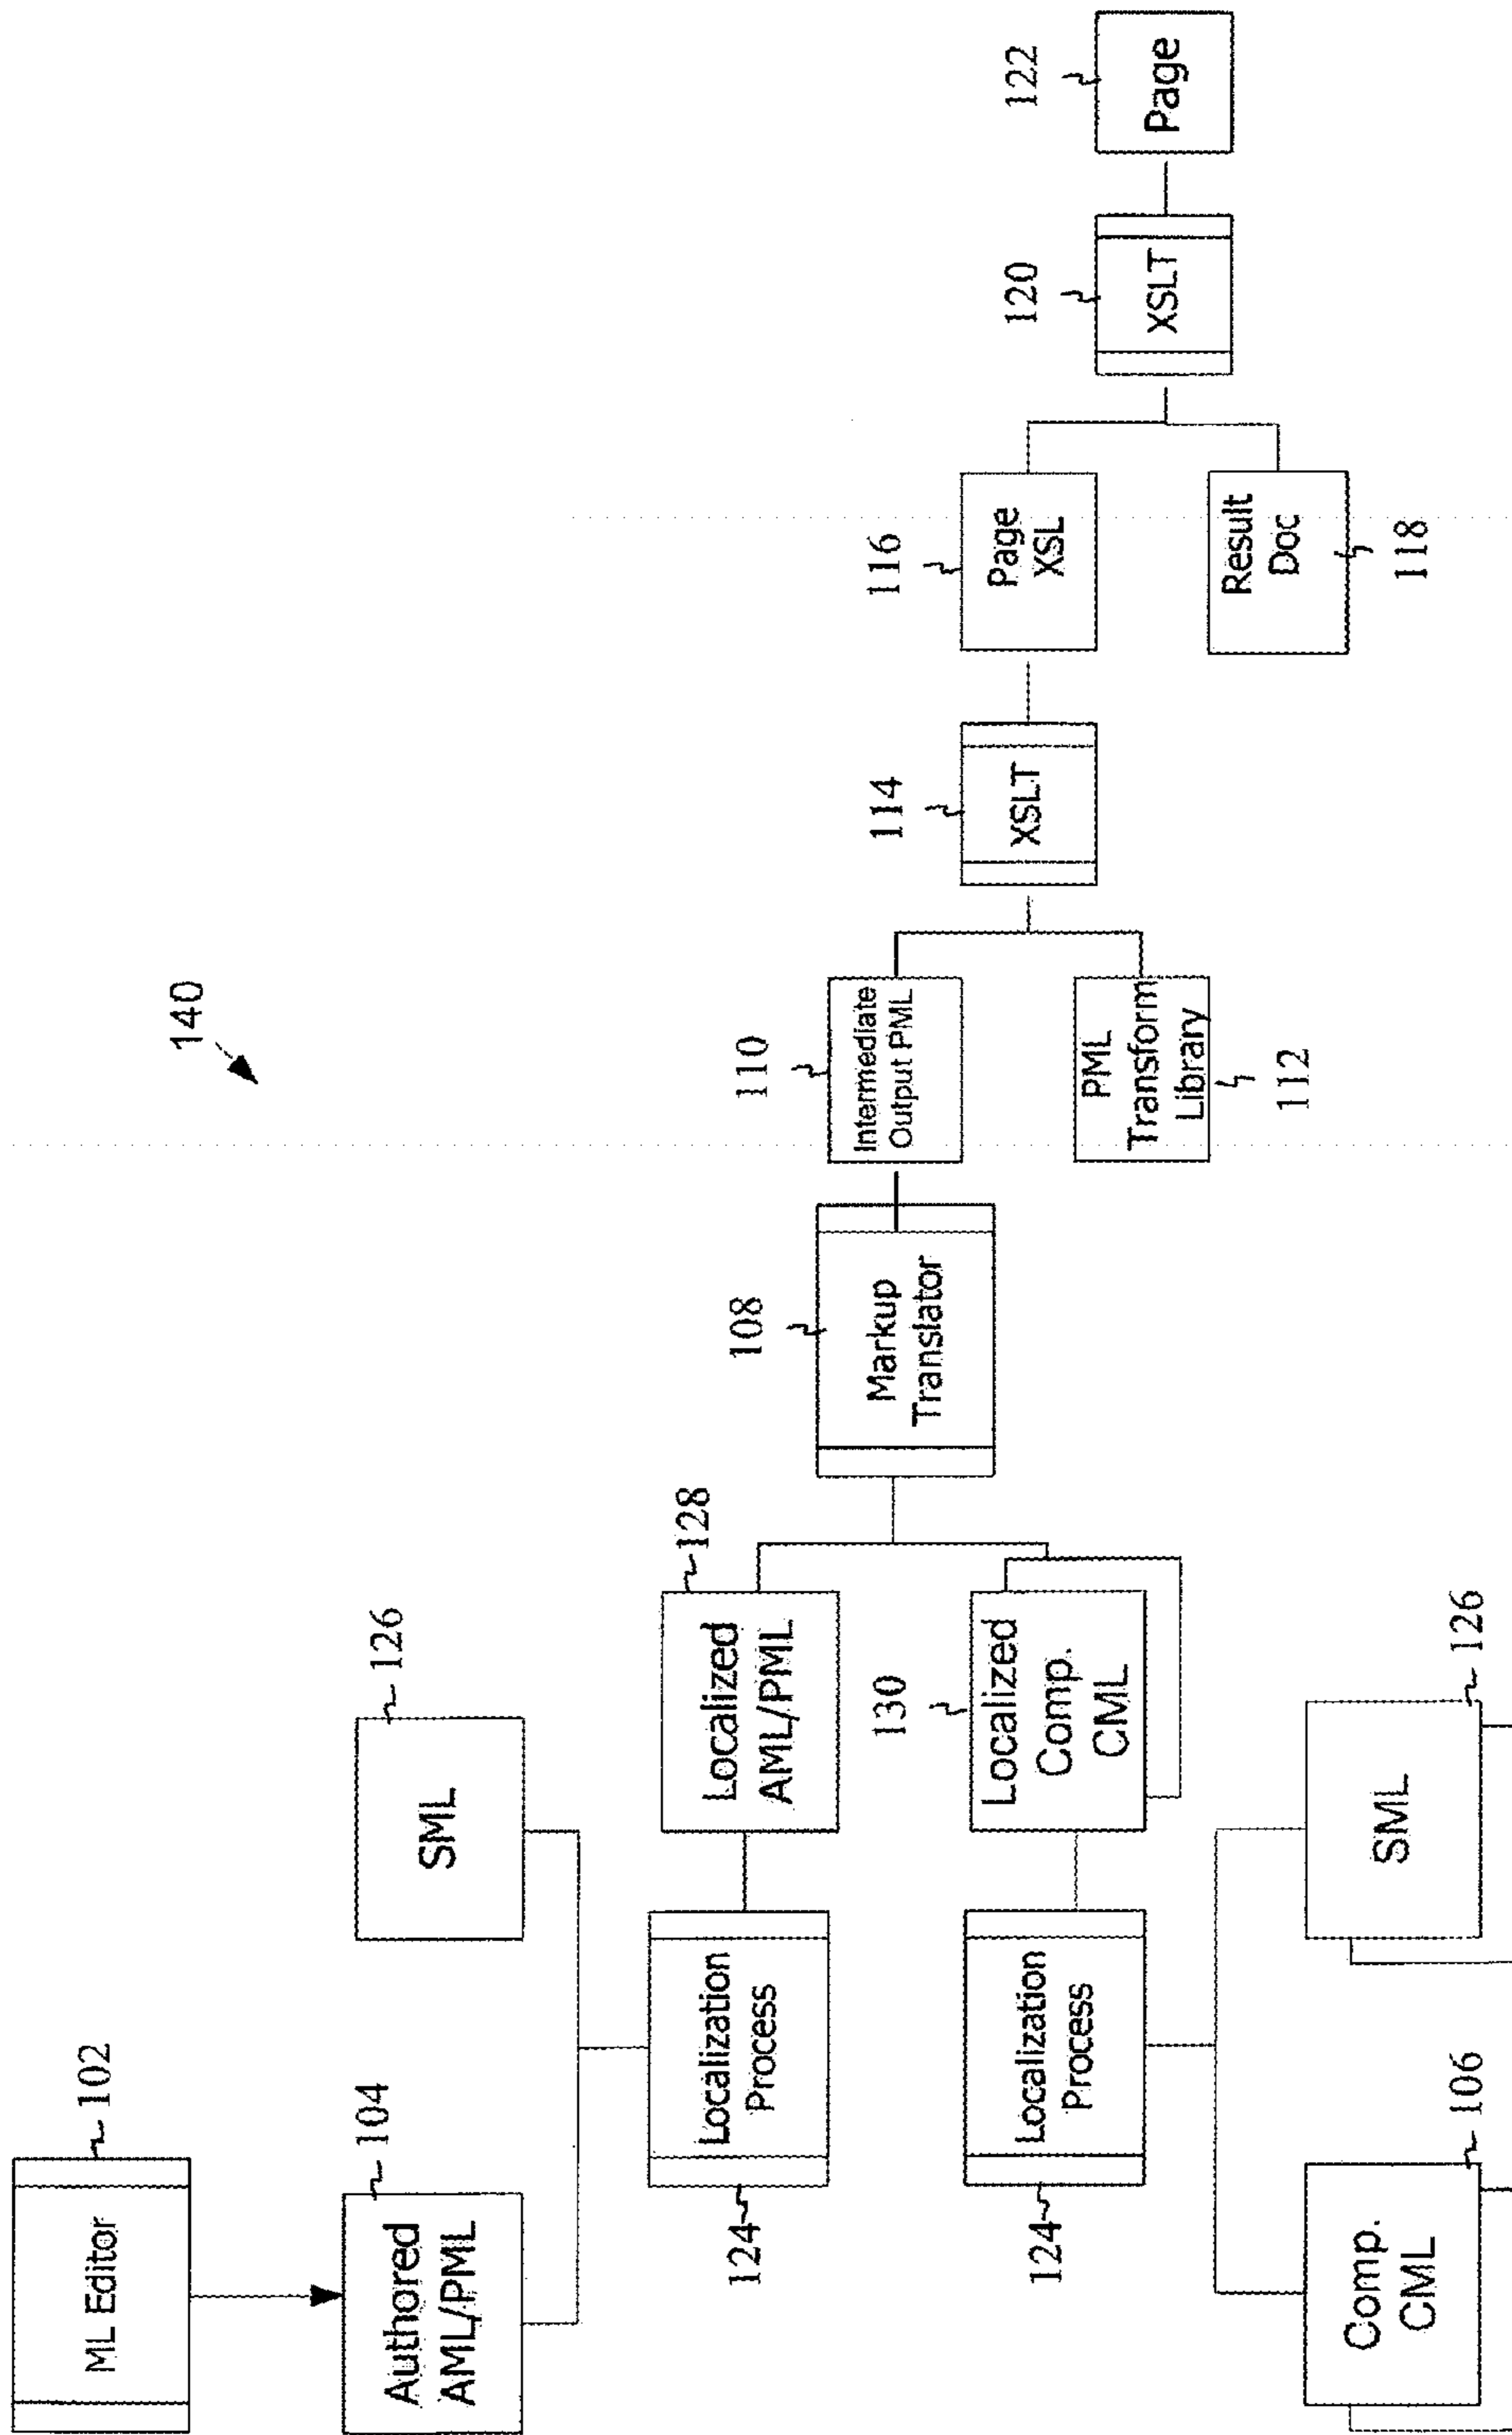 140
ML Editor
102
Authored
AML/PML
104
SML
126
Localization
Process
124
Localized
AML/PML
128
Localization
Process
124
Localized
Comp.
CML
130
Comp.
CML
106
SML
126
Markup
Translator
108
Intermediate
Output PML
110
PML
Transform
Library
112
XSLT
114
Page
XSL
116
Result
Doc
118
XSLT
120
Page
122